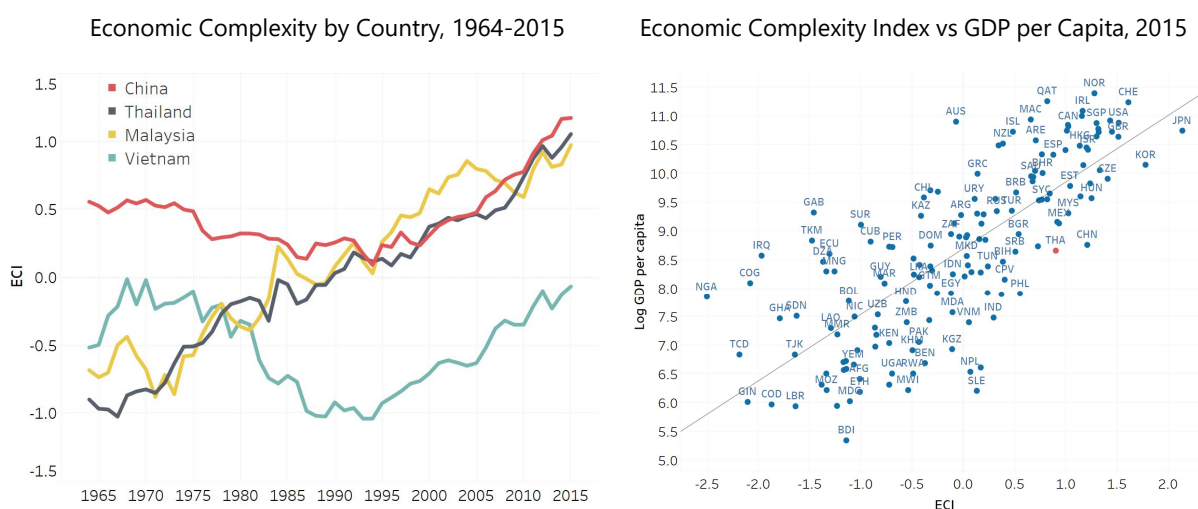 Economic Complexity by Country, 1964-2015
1.5
1.0
0.5
0.0
-0.5
-1.0
-1.5
ECI
China
Thailand
Malaysia
Vietnam
1965 1970 1975 1980 1985 1990 1995 2000 2005 2010 2015
Economic Complexity Index vs GDP per Capita, 2015
11.5
11.0
10.5
10.0
9.5
9.0
8.5
8.0
7.5
7.0
6.5
6.0
5.5
5.0
Log GDP per capita
NOR
QAT CHE
IRL
AUS MAC CAN SGP USA
ISL ARE GBR JPN
NZL HKG ISR
ESP
GRC BHR KOR
CZE
CHL URY BRB SYC EST HUN
GAB KAZ ARG TUR MYS
SUR ZAF BGR MEX
TKM CUB PER DOM MKD SRB THA CHN
IRQ ECU BIH TUN
DZA MNG IDN
COG GUY MAR GTM EGY CPV PHL
NGA BOL HND MDA
GHA SDN NIC UZB ZMB VNM IND
LAO MMR KEN PAK
TCD TJK KHM KGZ
YEM BEN
AFG UGA RWA NPL
MOZ ETH MWI SLE
GIN COD LBR MDG
BDI
-2.5 -2.0 -1.5 -1.0 -0.5 0.0 0.5 1.0 1.5 2.0
ECI